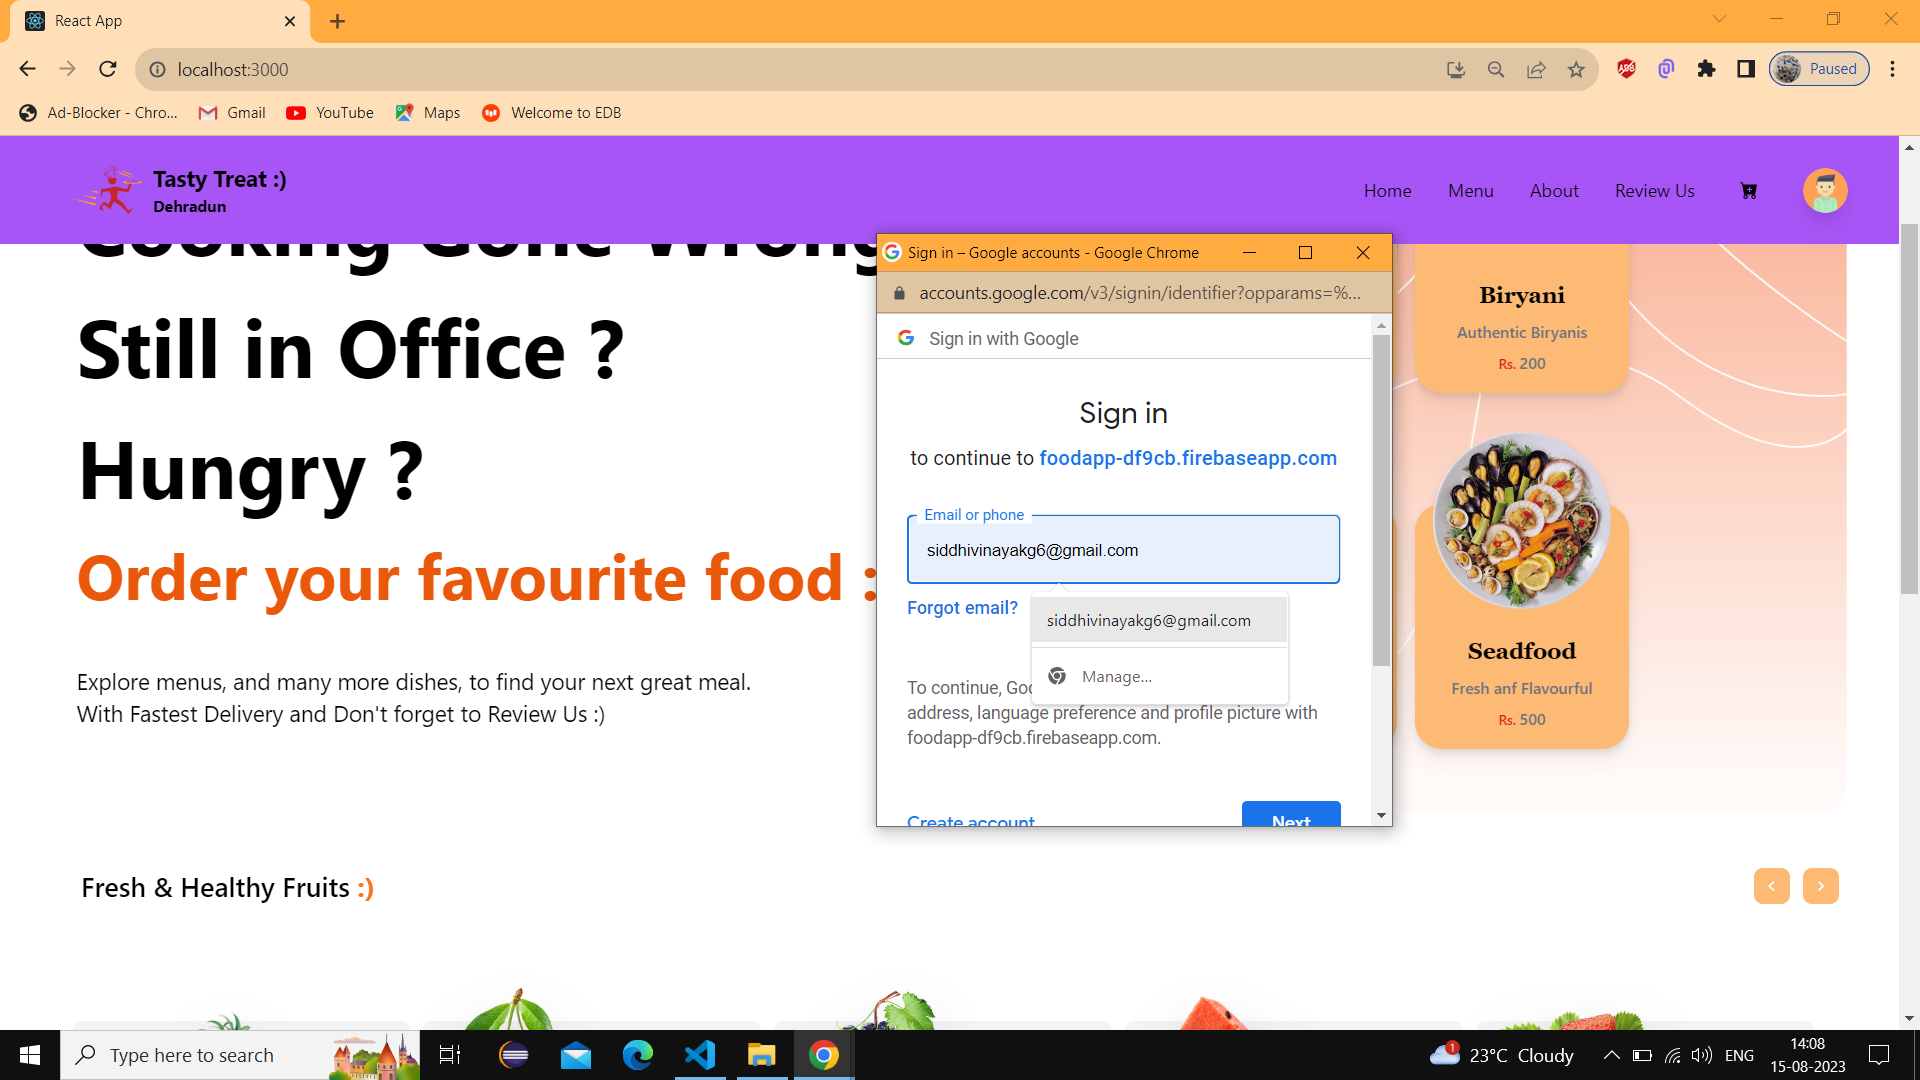 React App
localhost:3000
Paused
Ad-Blocker - Chro...
Gmail
YouTube
Maps
Welcome to EDB
Tasty Treat :)
Dehradun
Home
Menu
About
Review Us
Cooking Gone Wrong
Still in Office ?
Hungry ?
Order your favourite food :
Explore menus, and many more dishes, to find your next great meal.
With Fastest Delivery and Don't forget to Review Us :)
Sign in – Google accounts - Google Chrome
accounts.google.com/v3/signin/identifier?opparams=%...
Sign in with Google
Sign in
to continue to foodapp-df9cb.firebaseapp.com
Email or phone
siddhivinayakg6@gmail.com
Forgot email?
siddhivinayakg6@gmail.com
Manage...
To continue, Goo
address, language preference and profile picture with
foodapp-df9cb.firebaseapp.com.
Create account
Next
Biryani
Authentic Biryanis
Rs. 200
Seadfood
Fresh anf Flavourful
Rs. 500
Fresh & Healthy Fruits :)
Type here to search
1
23°C Cloudy
ENG
14:08
15-08-2023